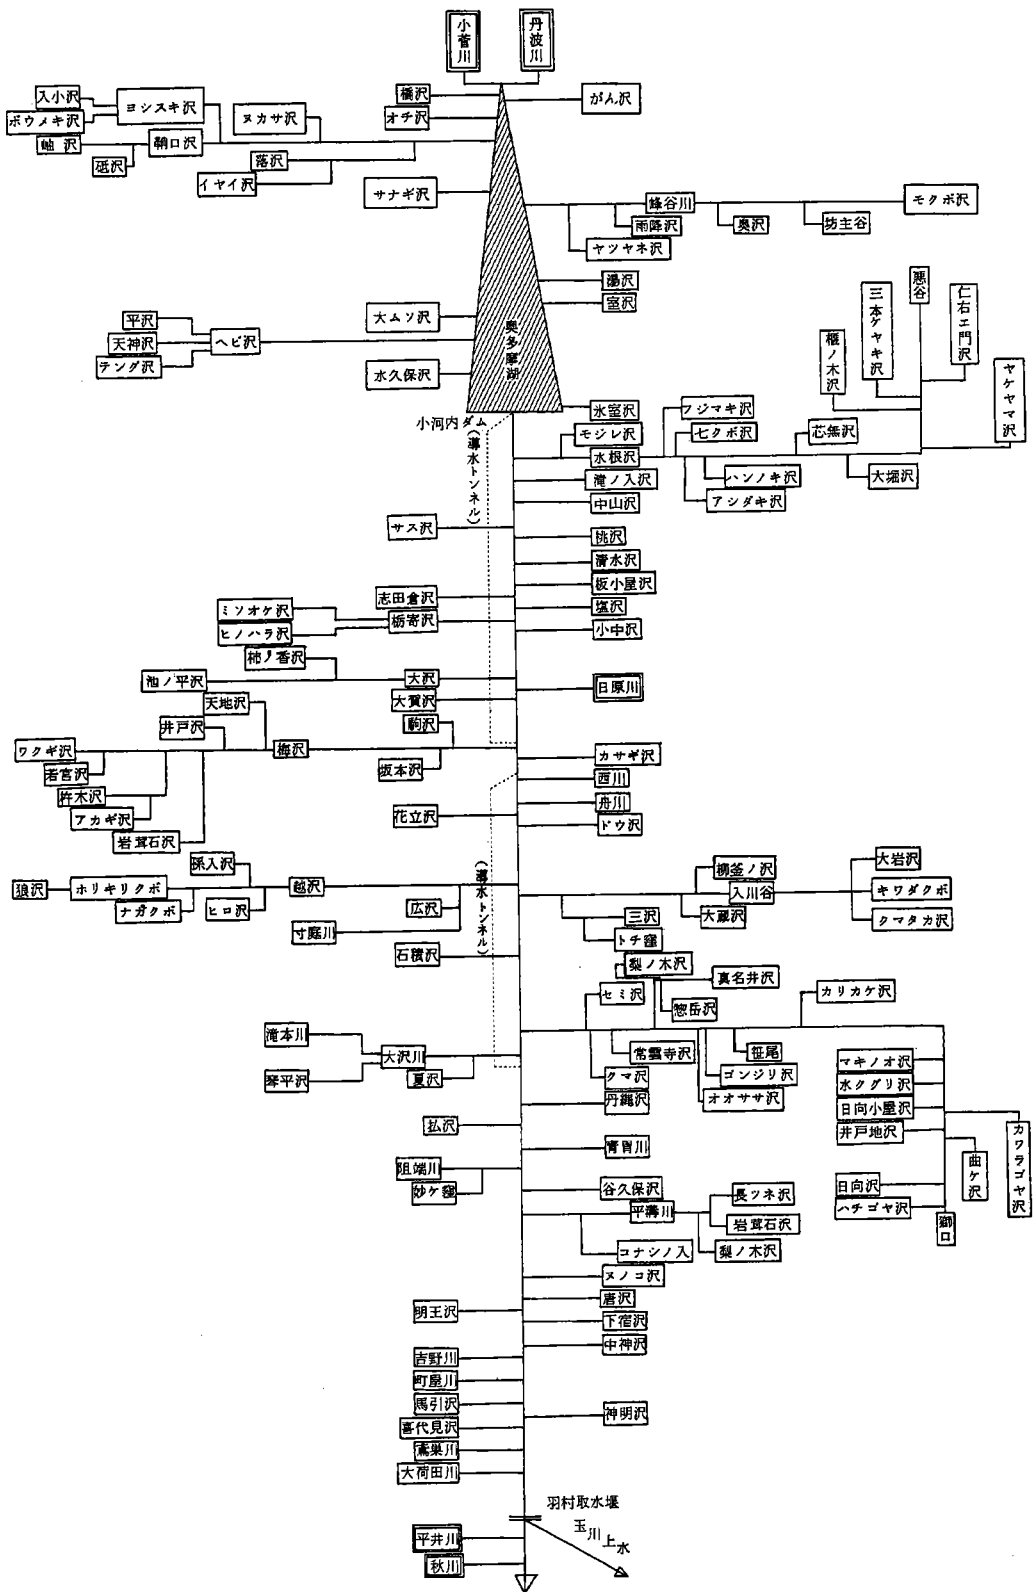 小菅川
丹波川
橋沢
オチ沢
がん沢
入小沢
ボウメキ沢
ヨシスキ沢
ヌカサ沢
岫沢
砥沢
鞘口沢
落沢
イヤイ沢
サナギ沢
峰谷川
雨降沢
ヤツヤネ沢
奥沢
坊主谷
モクボ沢
湯沢
室沢
奥多摩湖
大ムソ沢
平沢
天神沢
テング沢
ヘビ沢
水久保沢
氷室沢
小河内ダム
(導水トンネル)
モジレ沢
水根沢
フジマキ沢
七クボ沢
ハンノキ沢
アシダキ沢
芯無沢
大堀沢
榧ノ木沢
三本ケヤキ沢
悪谷
仁右エ門沢
ヤケヤマ沢
滝ノ入沢
中山沢
サス沢
桃沢
清水沢
板小屋沢
塩沢
小中沢
志田倉沢
ミソオケ沢
ヒノハラ沢
栃寄沢
柿ノ香沢
池ノ平沢
大沢
大賀沢
日原川
天地沢
井戸沢
駒沢
ワクギ沢
若宮沢
杵木沢
アカギ沢
岩茸石沢
梅沢
坂本沢
カサギ沢
西川
舟川
ドウ沢
花立沢
(導水トンネル)
孫入沢
狼沢
ホリキリクボ
ナガクボ
ヒロ沢
越沢
広沢
寸庭川
石積沢
柳釜ノ沢
入川谷
大蔵沢
大岩沢
キワダクボ
クマタカ沢
三沢
トチ窪
梨ノ木沢
真名井沢
セミ沢
惣岳沢
カリカケ沢
常雲寺沢
クマ沢
笹尾
ゴンジリ沢
オオササ沢
マキノオ沢
水クグリ沢
日向小屋沢
井戸地沢
日向沢
ハチゴヤ沢
獅口
曲ケ沢
カワラゴヤ沢
滝本川
琴平沢
大沢川
夏沢
丹縄沢
払沢
阻端川
妙ケ窪
谷久保沢
平溝川
長ツネ沢
岩茸石沢
コナシノ入
梨ノ木沢
ヌノコ沢
唐沢
明王沢
下宿沢
中神沢
吉野川
町屋川
馬引沢
神明沢
喜代見沢
鳶巣川
大荷田川
羽村取水堰
玉川上水
平井川
秋川